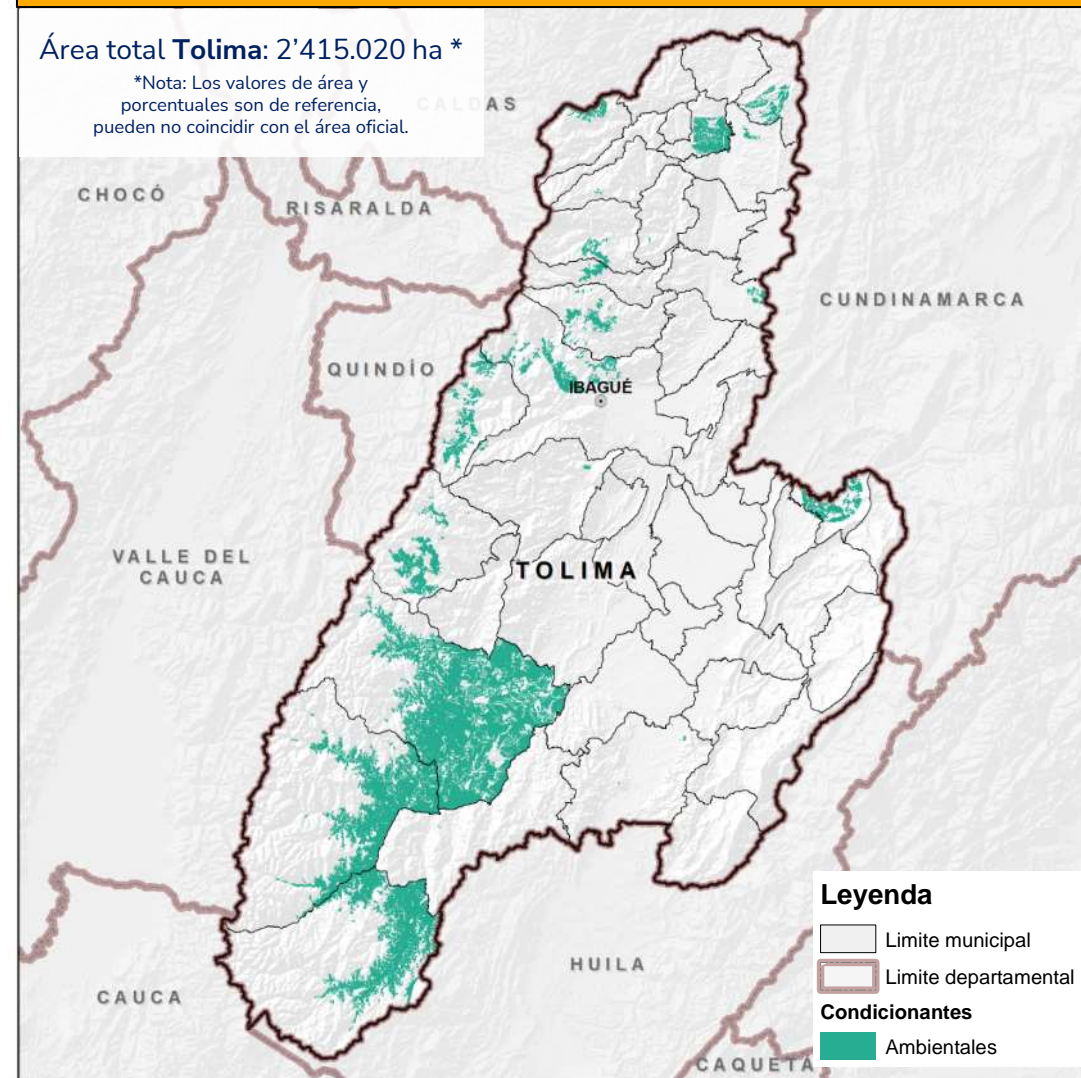 Área total Tolima: 2’415.020 ha *
*Nota: Los valores de área y
porcentuales son de referencia,
pueden no coincidir con el área oficial.
CALDAS
CHOCÓ
RISARALDA
CUNDINAMARCA
QUINDÍO
IBAGUÉ
VALLE DEL
CAUCA
TOLIMA
HUILA
CAUCA
CAQUETÁ
Leyenda
Limite municipal
Limite departamental
Condicionantes
Ambientales